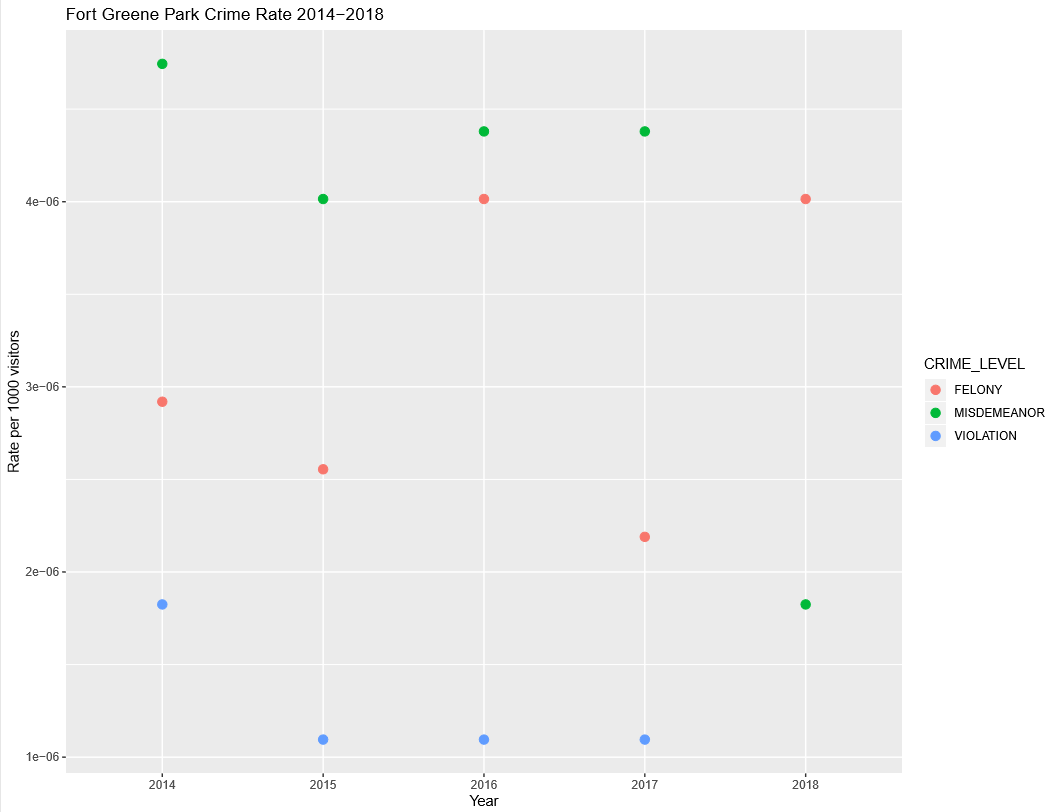 Fort Greene Park Crime Rate 2014−2018
4e−06
3e−06
2e−06
1e−06
Rate per 1000 visitors
2014 2015 2016 2017 2018
Year
CRIME_LEVEL
FELONY
MISDEMEANOR
VIOLATION